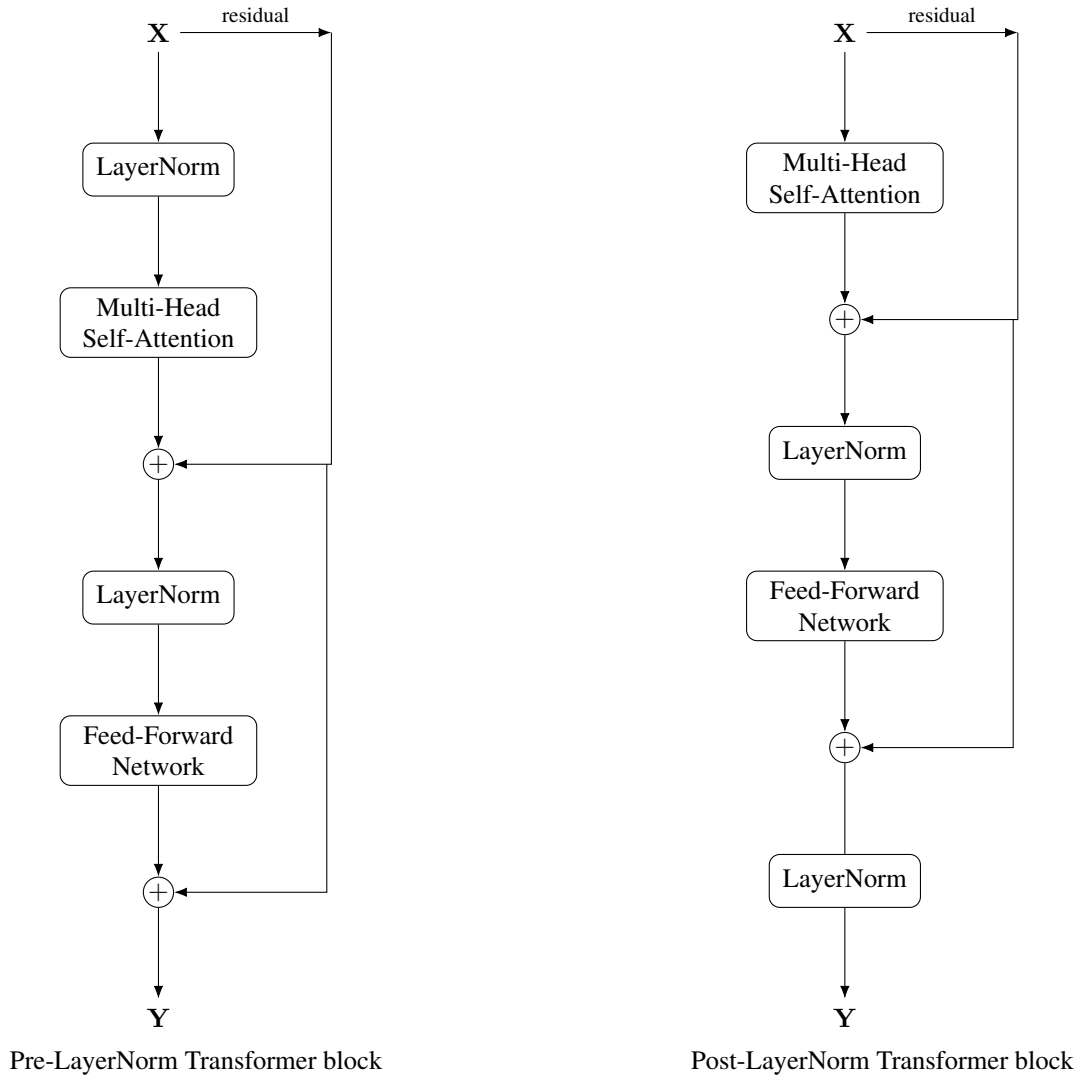 X
residual
LayerNorm
Multi-Head
Self-Attention
+
LayerNorm
Feed-Forward
Network
+
Y
Pre-LayerNorm Transformer block
X
residual
Multi-Head
Self-Attention
+
LayerNorm
Feed-Forward
Network
+
LayerNorm
Y
Post-LayerNorm Transformer block